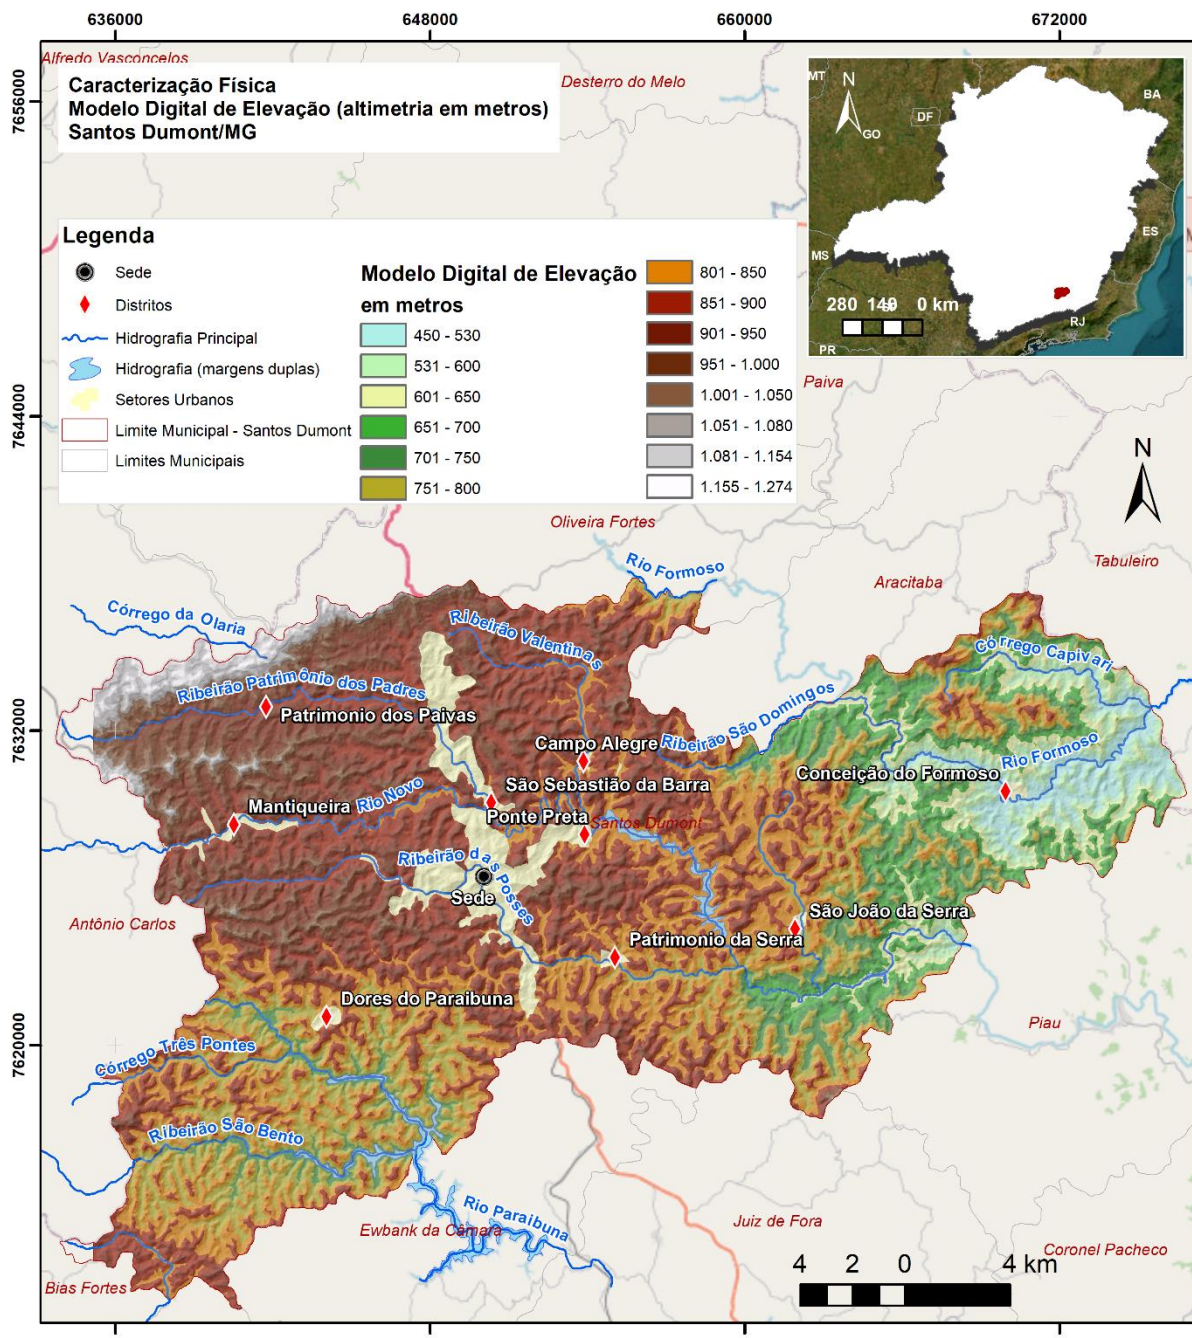 636000
648000
660000
672000
7656000
7644000
7632000
7620000
Alfredo Vasconcelos
Desterro do Melo
Caracterização Física
Modelo Digital de Elevação (altimetria em metros)
Santos Dumont/MG
MT
N
BA
DF
GO
MS
ES
280 140 0 km
RJ
PR
Legenda
Sede
Distritos
Hidrografia Principal
Hidrografia (margens duplas)
Setores Urbanos
Limite Municipal - Santos Dumont
Limites Municipais
Modelo Digital de Elevação
em metros
450 - 530
531 - 600
601 - 650
651 - 700
701 - 750
751 - 800
801 - 850
851 - 900
901 - 950
951 - 1.000
1.001 - 1.050
1.051 - 1.080
1.081 - 1.154
1.155 - 1.274
Paiva
N
Oliveira Fortes
Tabuleiro
Aracitaba
Rio Formoso
Córrego da Olaria
Ribeirão Valentinas
Córrego Capivari
Ribeirão Patrimônio dos Padres
Patrimonio dos Paivas
Ribeirão São Domingos
Campo Alegre
Rio Formoso
Conceição do Formoso
São Sebastião da Barra
Rio Novo
Mantiqueira
Ponte Preta
Santos Dumont
Ribeirão das Posses
Sede
São João da Serra
Antônio Carlos
Patrimonio da Serra
Dores do Paraibuna
Piau
Córrego Três Pontes
Ribeirão São Bento
Rio Paraibuna
Ewbank da Câmara
Juiz de Fora
Coronel Pacheco
Bias Fortes
4 2 0 4 km